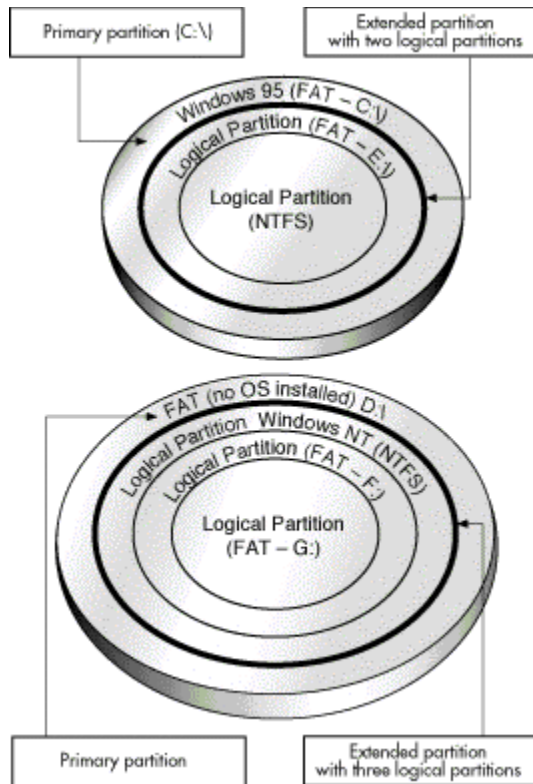 Primary partition (C:\)
Extended partition
with two logical partitions
Windows 95 (FAT – C:\)
Logical Partition (FAT – E:\)
Logical Partition
(NTFS)
FAT (no OS installed) D:\
Logical Partition Windows NT (NTFS)
Logical Partition (FAT – F:)
Logical Partition
(FAT – G:)
Primary partition
Extended partition
with three logical partitions